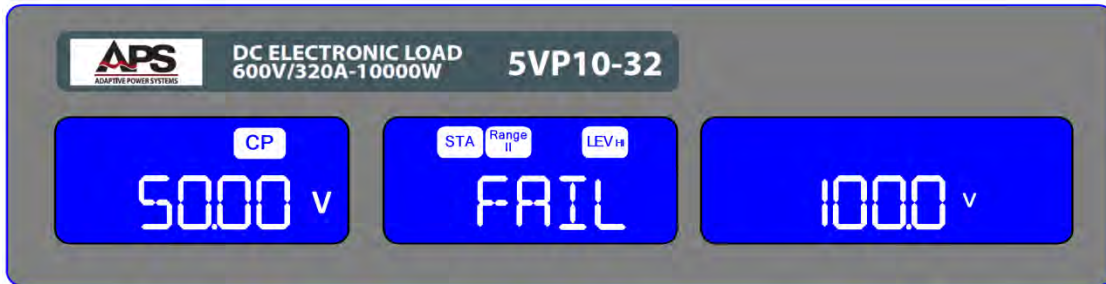 APS
ADAPTIVE POWER SYSTEMS
DC ELECTRONIC LOAD
600V/320A-10000W
5VP10-32
CP
50.00 V
STA Range II LEV HI
FAIL
100.0 V